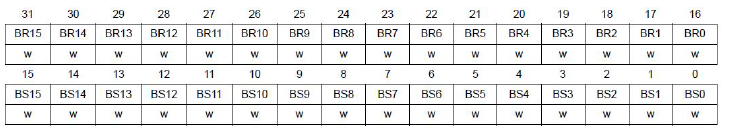 31 30 29 28 27 26 25 24 23 22 21 20 19 18 17 16
BR15 BR14 BR13 BR12 BR11 BR10 BR9 BR8 BR7 BR6 BR5 BR4 BR3 BR2 BR1 BR0
w w w w w w w w w w w w w w w w
15 14 13 12 11 10 9 8 7 6 5 4 3 2 1 0
BS15 BS14 BS13 BS12 BS11 BS10 BS9 BS8 BS7 BS6 BS5 BS4 BS3 BS2 BS1 BS0
w w w w w w w w w w w w w w w w